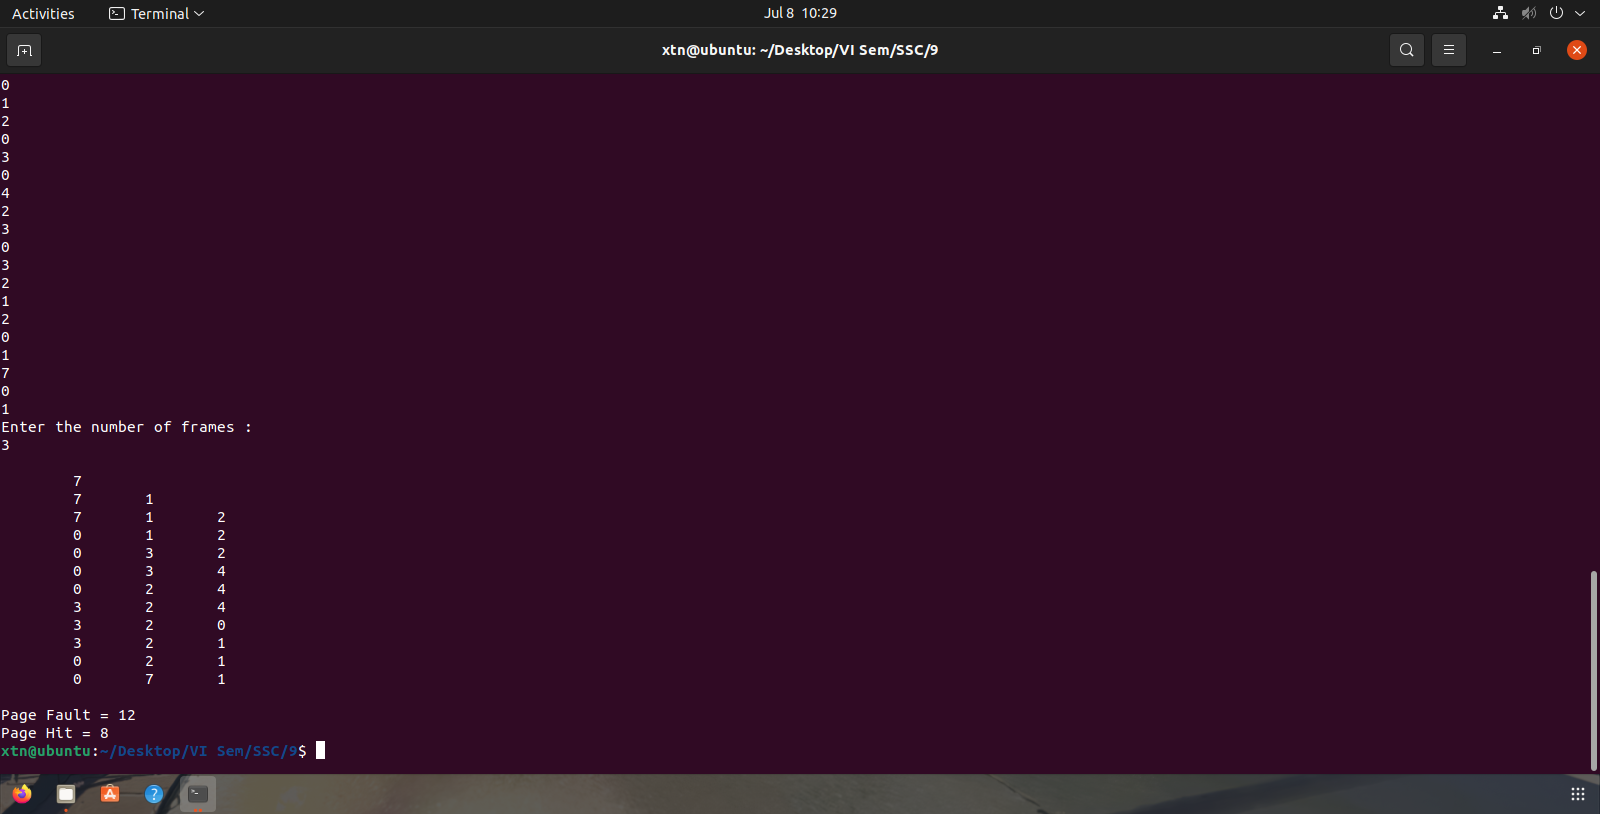 Activities Terminal Jul 8 10:29
xtn@ubuntu: ~/Desktop/VI Sem/SSC/9
0
1
2
0
3
0
4
2
3
0
3
2
1
2
0
1
7
0
1
Enter the number of frames :
3
7
7 1
7 1 2
0 1 2
0 3 2
0 3 4
0 2 4
3 2 4
3 2 0
3 2 1
0 2 1
0 7 1
Page Fault = 12
Page Hit = 8
xtn@ubuntu:~/Desktop/VI Sem/SSC/9$